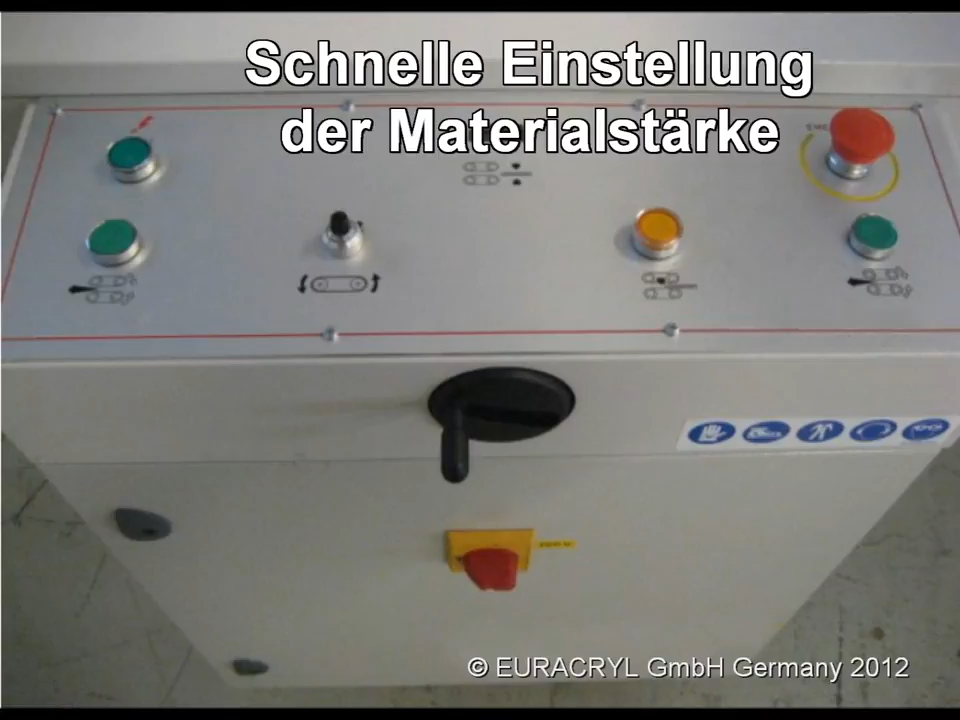 Schnelle Einstellung
der Materialstärke
© EURACRYL GmbH Germany 2012